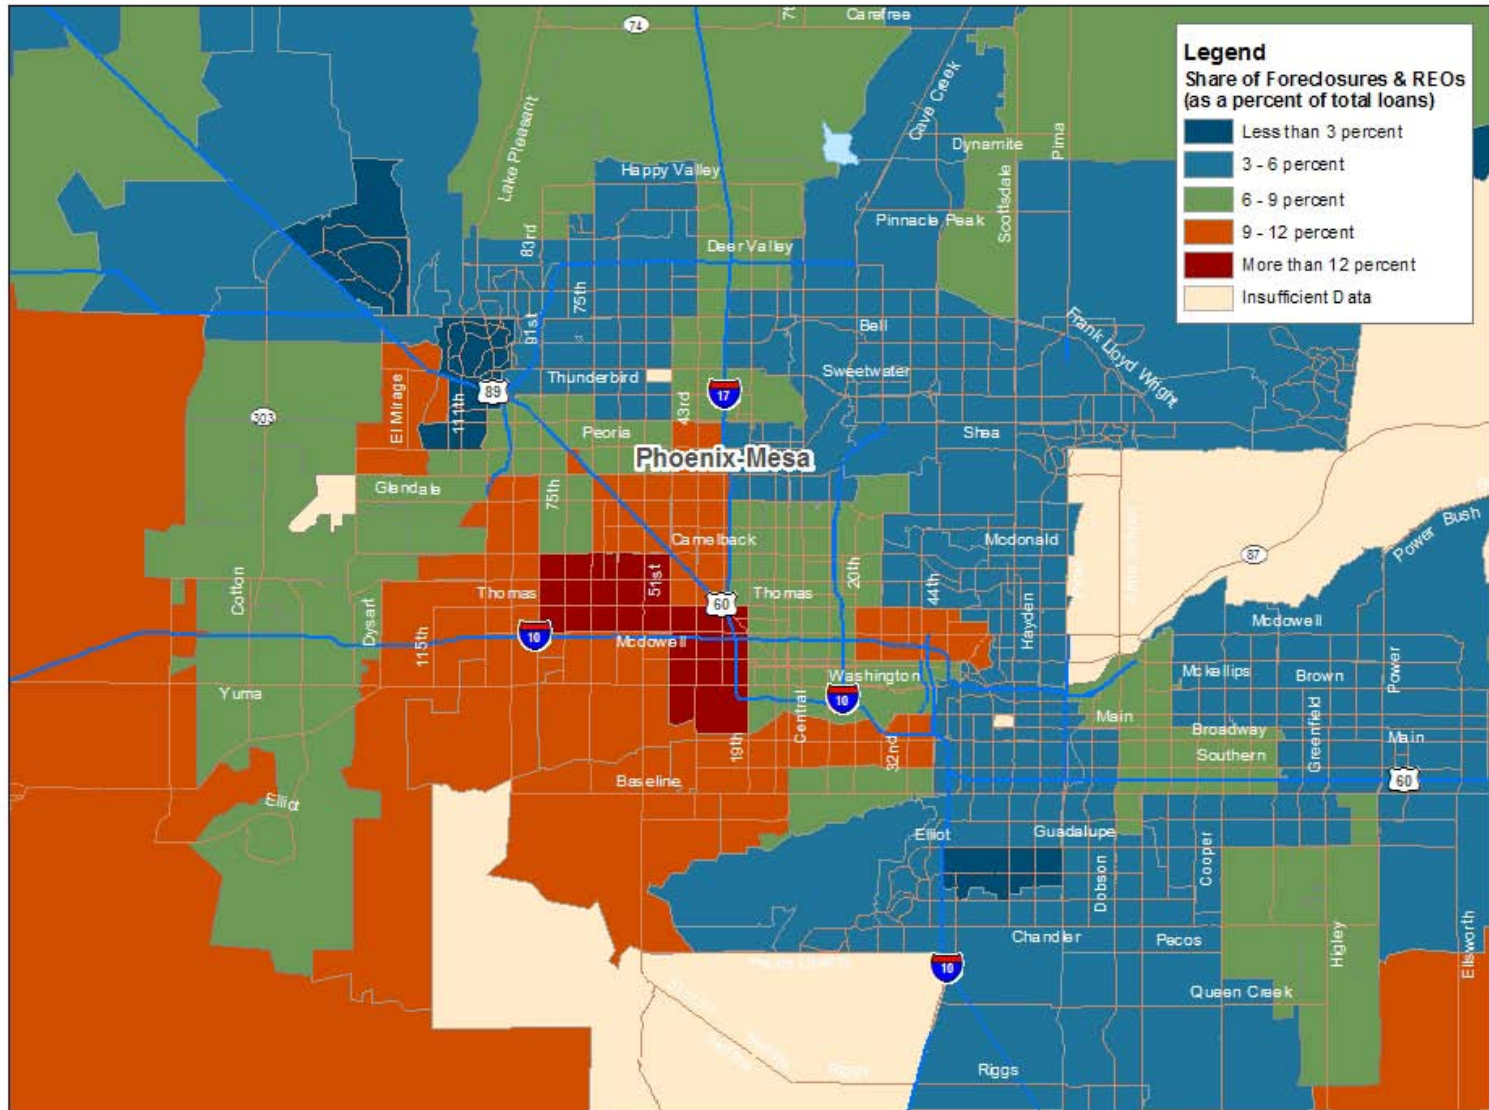 Carefree
74
Legend
Share of Foreclosures & REOs
(as a percent of total loans)
Less than 3 percent
3 - 6 percent
6 - 9 percent
9 - 12 percent
More than 12 percent
Insufficient Data
Cave Creek
Lake Pleasant
Dynamite
Pima
Happy Valley
Scottsdale
Pinnacle Peak
83rd
Deer Valley
75th
91st
Bell
Frank Lloyd Wright
Sweetwater
Thunderbird
89
17
303
El Mirage
111th
43rd
Peoria
Shea
Phoenix-Mesa
Glendale
75th
Camelback
Mcdonald
Power
Bush
87
51st
20th
44th
Thomas
Thomas
60
Cotton
Dysart
Hayden
Mcdowell
115th
10
Mcdowell
Mckellips
Brown
Power
Washington
Yuma
10
Central
Main
Broadway
Greenfield
Main
19th
32nd
Southern
Baseline
60
Elliot
Elliot
Guadalupe
Cooper
Dobson
Chandler
Pecos
Higley
Ellsworth
10
Queen Creek
Riggs
Riggs